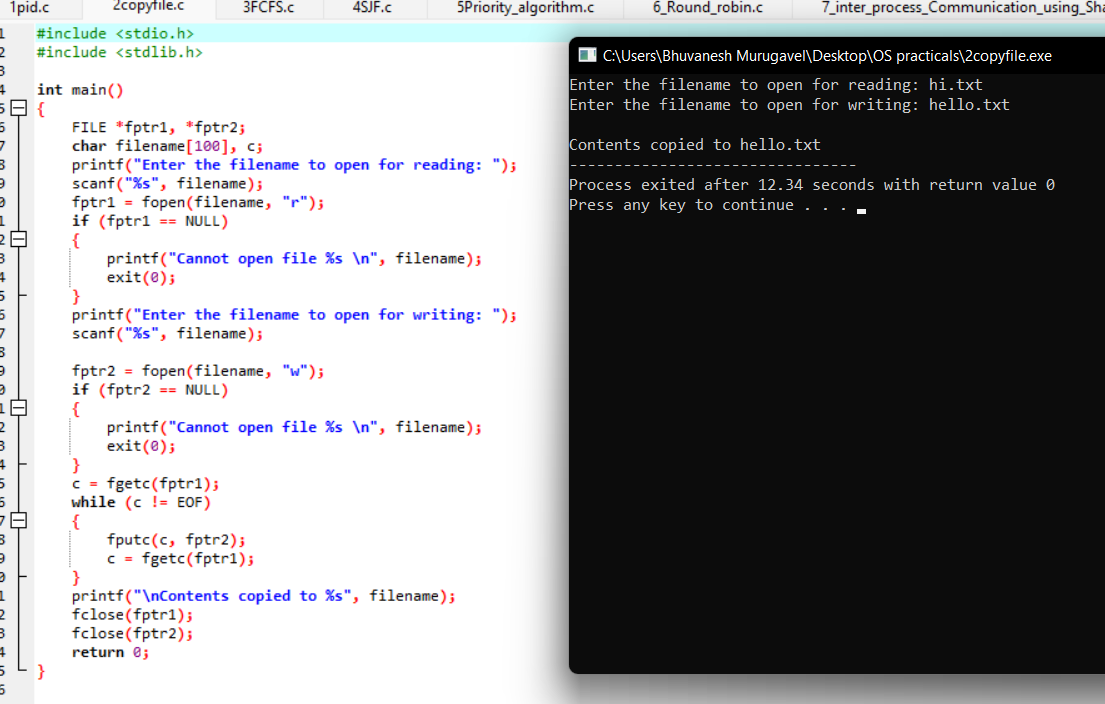 1pid.c 2copyfile.c 3FCFS.c 4SJF.c 5Priority_algorithm.c 6_Round_robin.c 7_inter_process_Communication_using_Sha
1 #include <stdio.h>
2 #include <stdlib.h>
3
4 int main()
5 {
6 FILE *fptr1, *fptr2;
7 char filename[100], c;
8 printf("Enter the filename to open for reading: ");
9 scanf("%s", filename);
0 fptr1 = fopen(filename, "r");
1 if (fptr1 == NULL)
2 {
3 printf("Cannot open file %s \n", filename);
4 exit(0);
5 }
6 printf("Enter the filename to open for writing: ");
7 scanf("%s", filename);
8
9 fptr2 = fopen(filename, "w");
0 if (fptr2 == NULL)
1 {
2 printf("Cannot open file %s \n", filename);
3 exit(0);
4 }
5 c = fgetc(fptr1);
6 while (c != EOF)
7 {
8 fputc(c, fptr2);
9 c = fgetc(fptr1);
0 }
1 printf("\nContents copied to %s", filename);
2 fclose(fptr1);
3 fclose(fptr2);
4 return 0;
5 }
6
C:\Users\Bhuvanesh Murugavel\Desktop\OS practicals\2copyfile.exe
Enter the filename to open for reading: hi.txt
Enter the filename to open for writing: hello.txt
Contents copied to hello.txt
--------------------------------
Process exited after 12.34 seconds with return value 0
Press any key to continue . . .